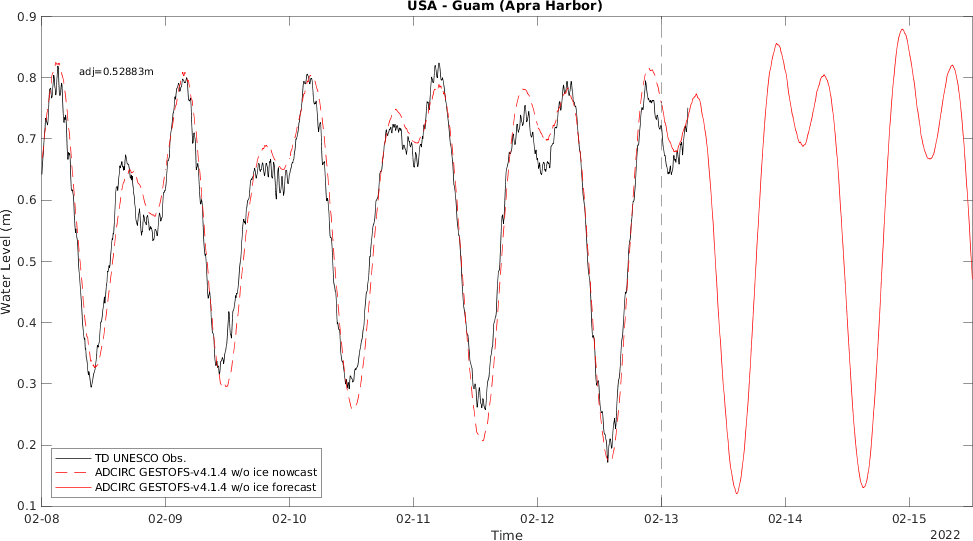 USA - Guam (Apra Harbor)
adj=0.52883m
Water Level (m)
0.9
0.8
0.7
0.6
0.5
0.4
0.3
0.2
0.1
TD UNESCO Obs.
ADCIRC GESTOFS-v4.1.4 w/o ice nowcast
ADCIRC GESTOFS-v4.1.4 w/o ice forecast
02-08 02-09 02-10 02-11 02-12 02-13 02-14 02-15
Time
2022